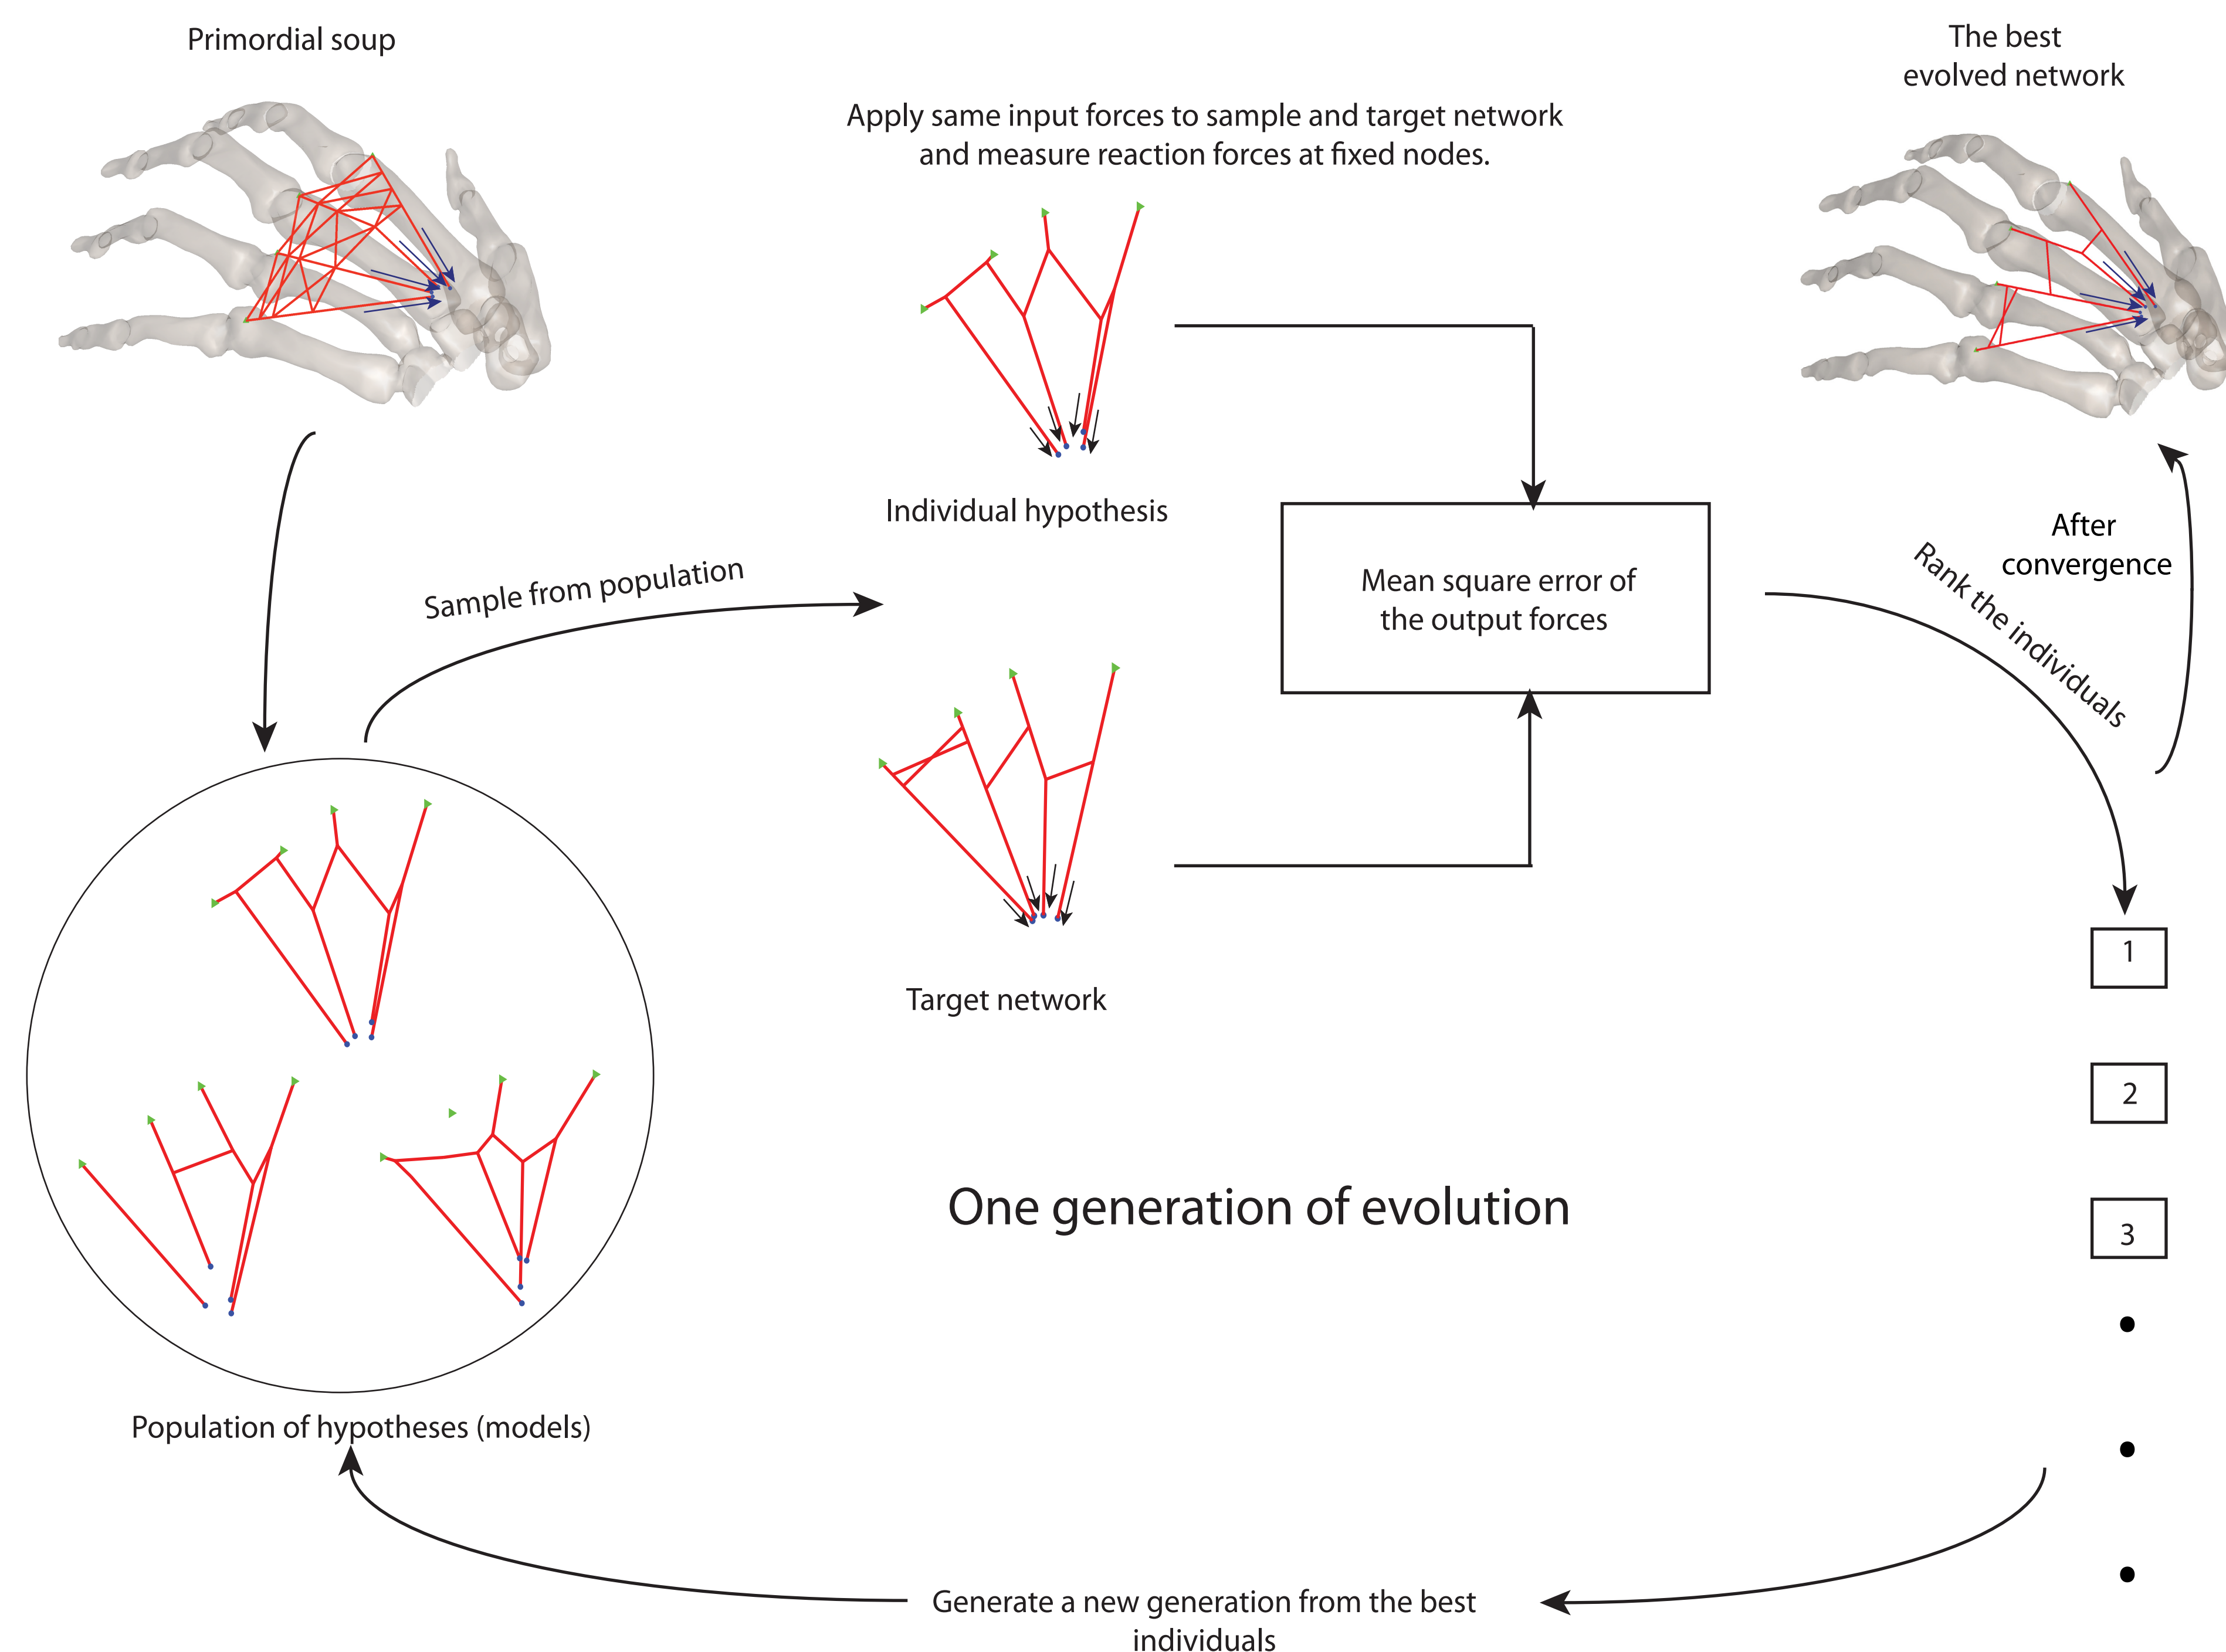 Primordial soup
The best
evolved network
Apply same input forces to sample and target network
and measure reaction forces at fixed nodes.
Individual hypothesis
After
convergence
Sample from population
Mean square error of
the output forces
Rank the individuals
Target network
1
2
3
One generation of evolution
Population of hypotheses (models)
Generate a new generation from the best
individuals